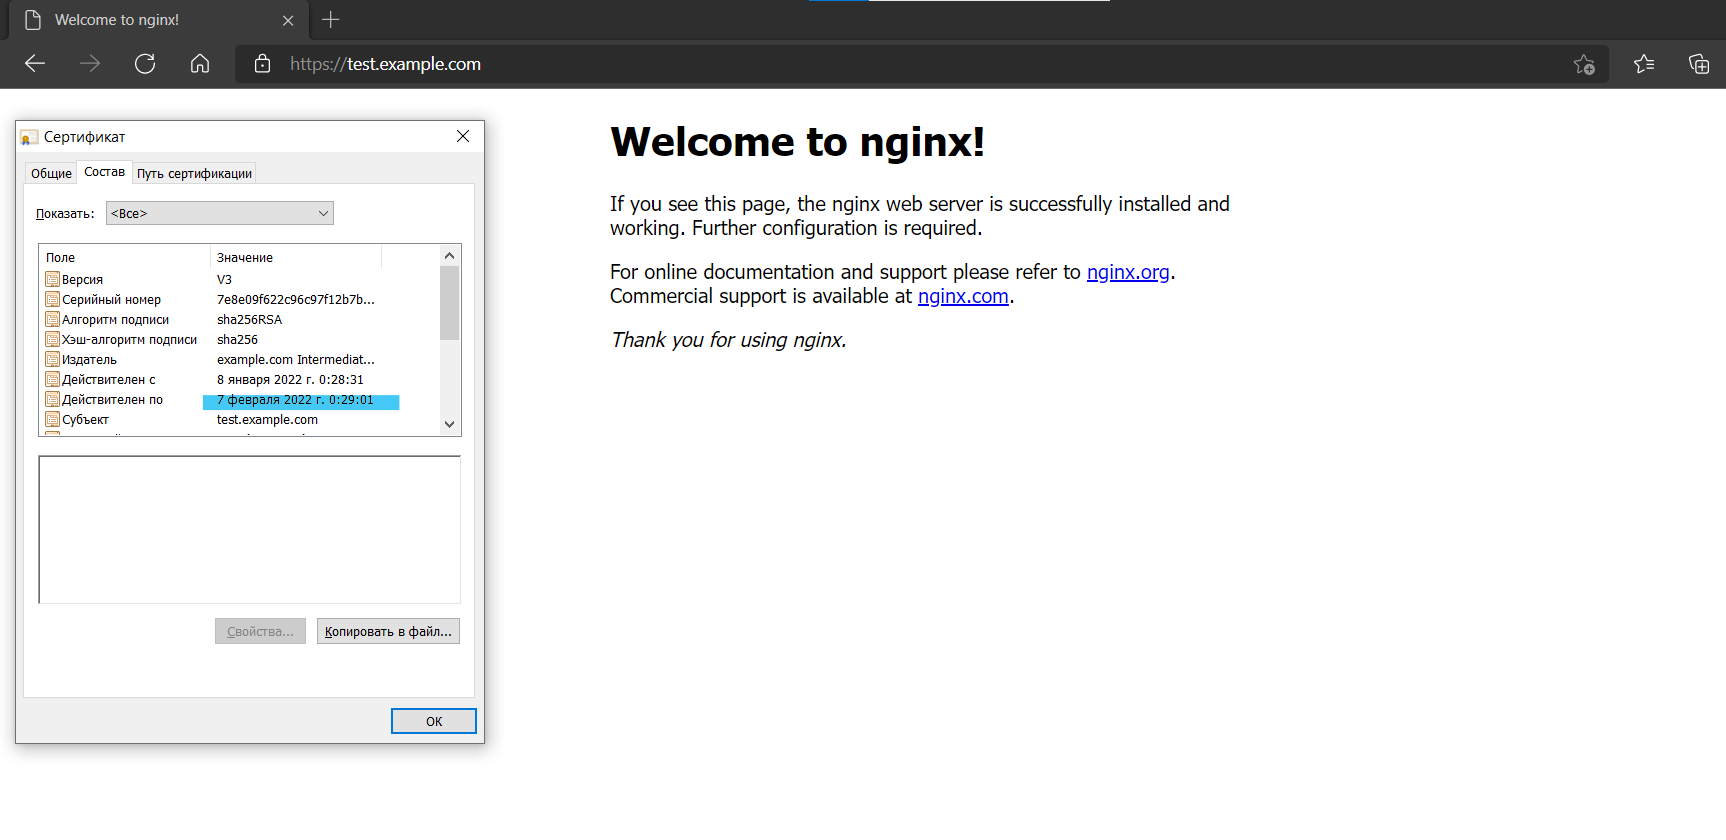 Welcome to nginx!
https://test.example.com
Сертификат
Общие Состав Путь сертификации
Показать: <Все>
Поле Значение
Версия V3
Серийный номер 7e8e09f622c96c97f12b7b...
Алгоритм подписи sha256RSA
Хэш-алгоритм подписи sha256
Издатель example.com Intermediat...
Действителен с 8 января 2022 г. 0:28:31
Действителен по 7 февраля 2022 г. 0:29:01
Субъект test.example.com
Свойства... Копировать в файл...
ОК
Welcome to nginx!
If you see this page, the nginx web server is successfully installed and
working. Further configuration is required.
For online documentation and support please refer to nginx.org.
Commercial support is available at nginx.com.
Thank you for using nginx.